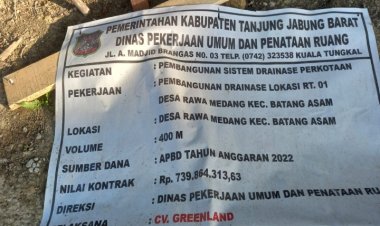 PEMERINTAHAN KABUPATEN TANJUNG JABUNG BARAT
DINAS PEKERJAAN UMUM DAN PENATAAN RUANG
JL. A. MADJID BRANGAS NO. 03 TELP. (0742) 323538 KUALA TUNGKAL
KEGIATAN : PEMBANGUNAN SISTEM DRAINASE PERKOTAAN
PEKERJAAN : PEMBANGUNAN DRAINASE LOKASI RT. 01
DESA RAWA MEDANG KEC. BATANG ASAM
LOKASI : DESA RAWA MEDANG KEC. BATANG ASAM
VOLUME : 400 M
SUMBER DANA : APBD TAHUN ANGGARAN 2022
NILAI KONTRAK : Rp. 739.864.313,63
DIREKSI : DINAS PEKERJAAN UMUM DAN PENATAAN RUA
: CV. GREENLAND